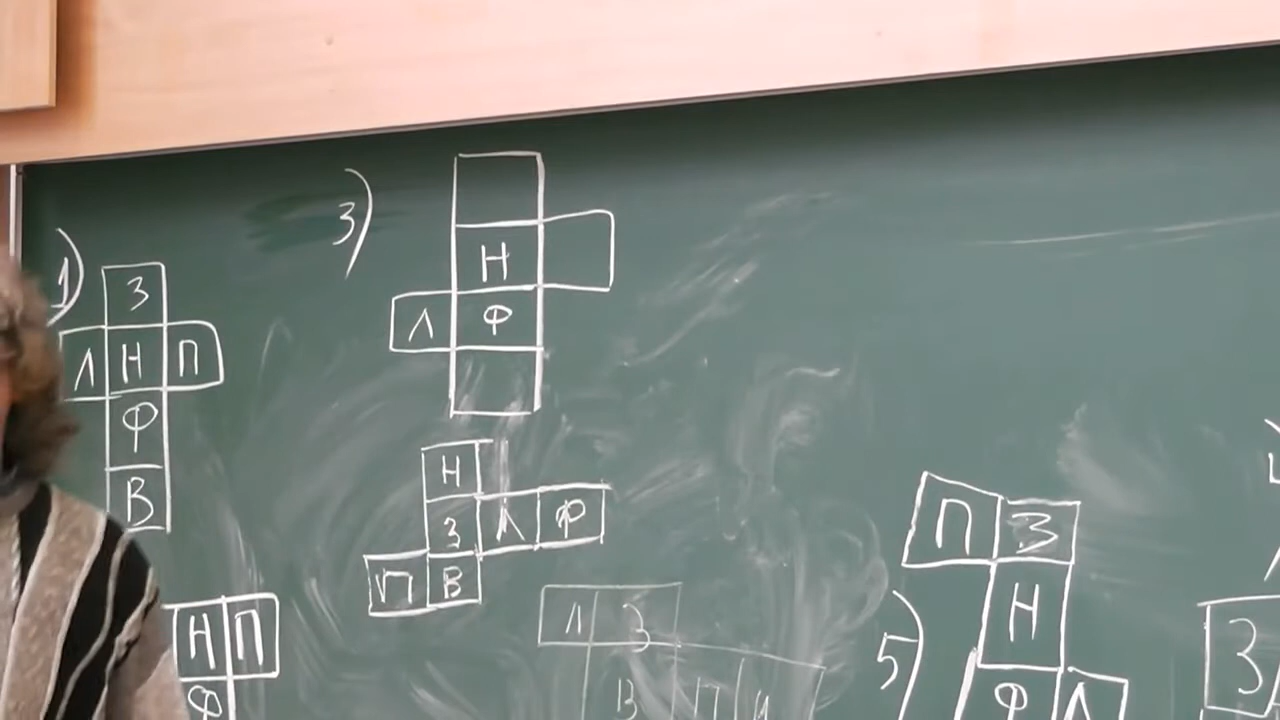 1)
З
Л Н П
Ф
В
Н П
Ф
3)
Н
Л Ф
Н
З Л Ф
П В
Л З
В П
5)
П З
Н
Ф Л
З